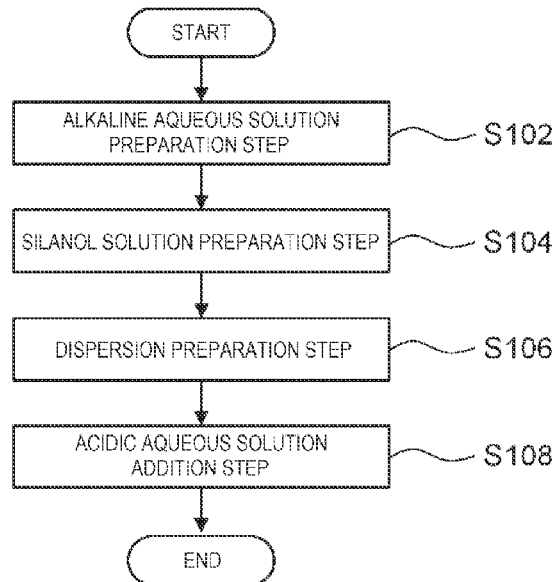 START
ALKALINE AQUEOUS SOLUTION
PREPARATION STEP
S102
SILANOL SOLUTION PREPARATION STEP
S104
DISPERSION PREPARATION STEP
S106
ACIDIC AQUEOUS SOLUTION
ADDITION STEP
S108
END